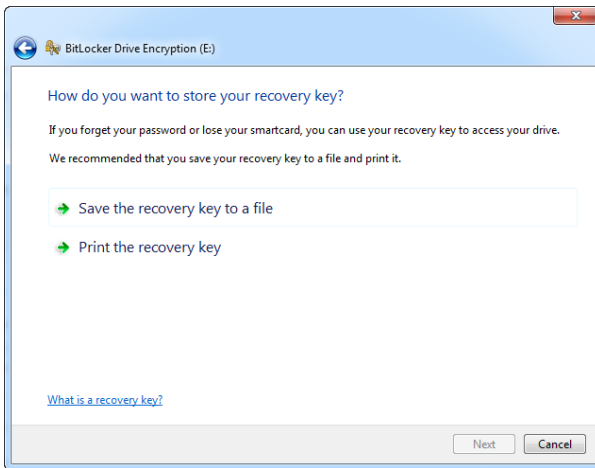 BitLocker Drive Encryption (E:)
How do you want to store your recovery key?
If you forget your password or lose your smartcard, you can use your recovery key to access your drive.
We recommended that you save your recovery key to a file and print it.
Save the recovery key to a file
Print the recovery key
What is a recovery key?
Next
Cancel